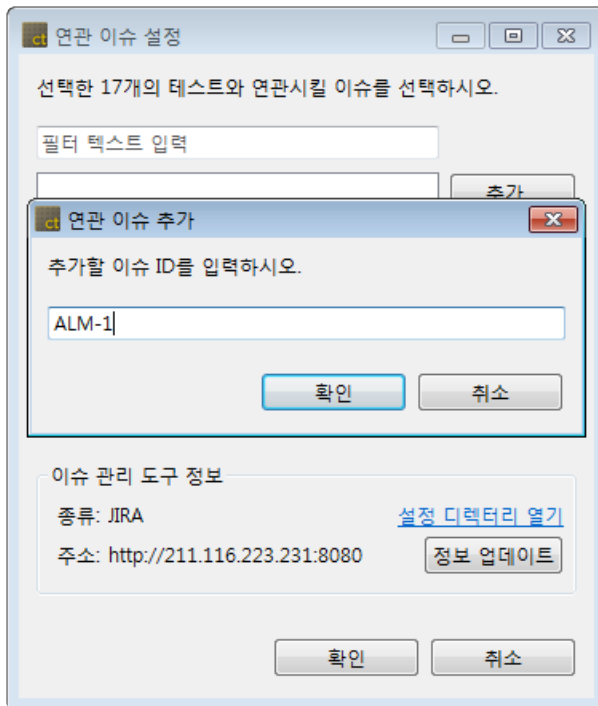 ct 연관 이슈 설정
선택한 17개의 테스트와 연관시킬 이슈를 선택하시오.
필터 텍스트 입력
추가
ct 연관 이슈 추가
추가할 이슈 ID를 입력하시오.
ALM-1
확인 취소
이슈 관리 도구 정보
종류: JIRA 설정 디렉터리 열기
주소: http://211.116.223.231:8080 정보 업데이트
확인 취소